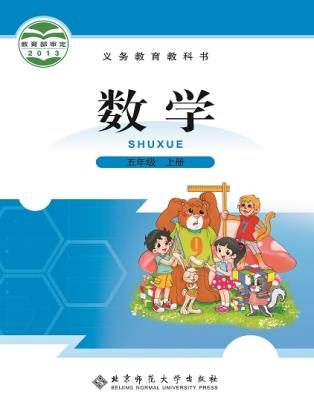 教育部审定
2013
义务教育教科书
数学
SHUXUE
五年级 上册
9
北京师范大学出版社
BEIJING NORMAL UNIVERSITY PRESS